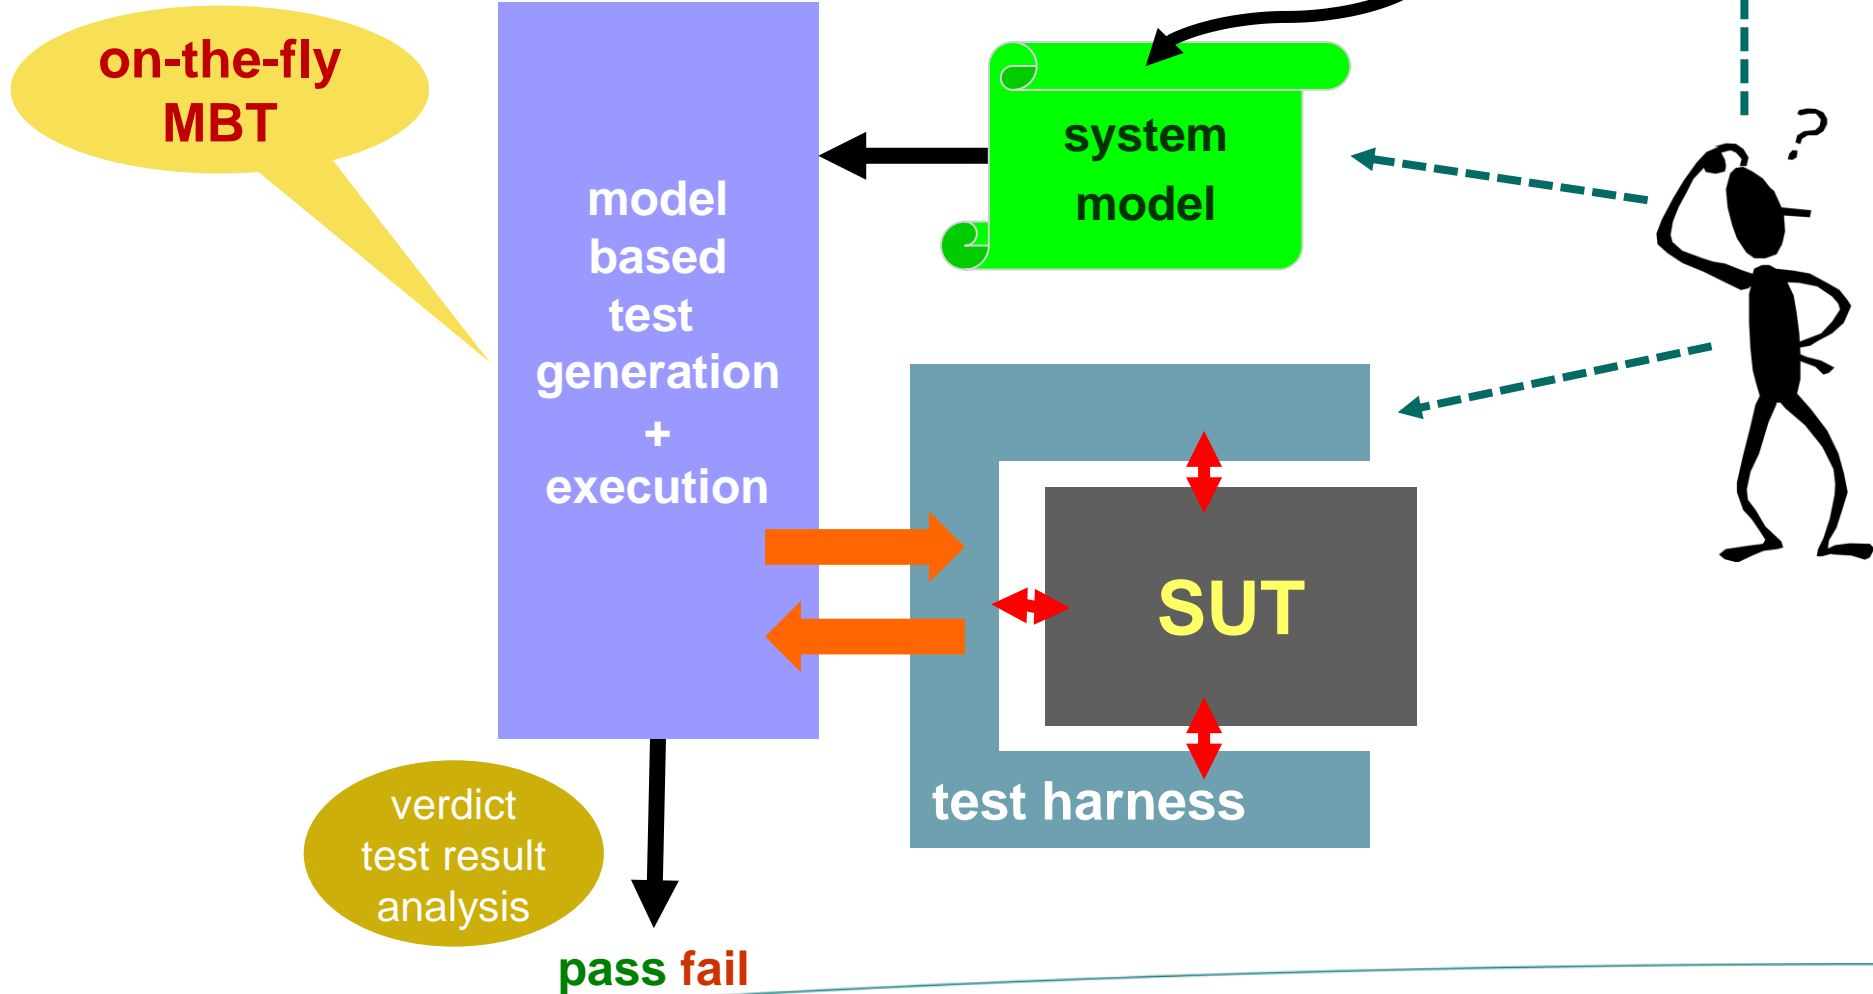 on-the-fly
MBT
model
based
test
generation
+
execution
system
model
?
SUT
test harness
verdict
test result
analysis
pass fail